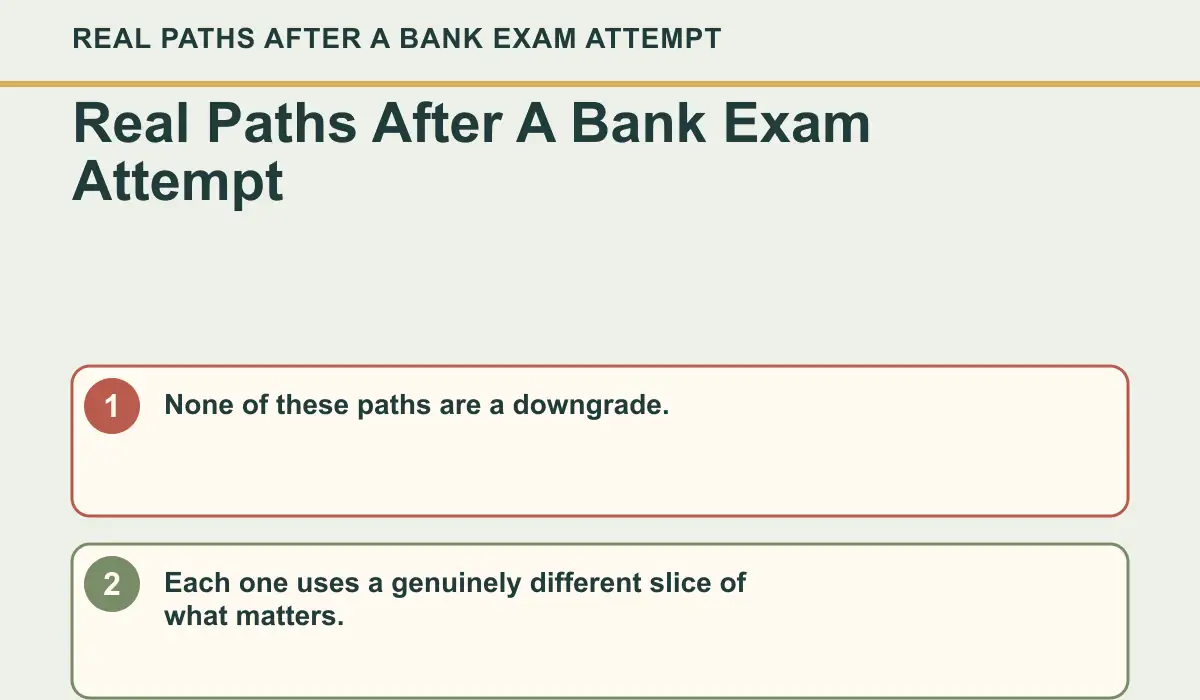 REAL PATHS AFTER A BANK EXAM ATTEMPT
Real Paths After A Bank Exam
Attempt
1
None of these paths are a downgrade.
2
Each one uses a genuinely different slice of
what matters.